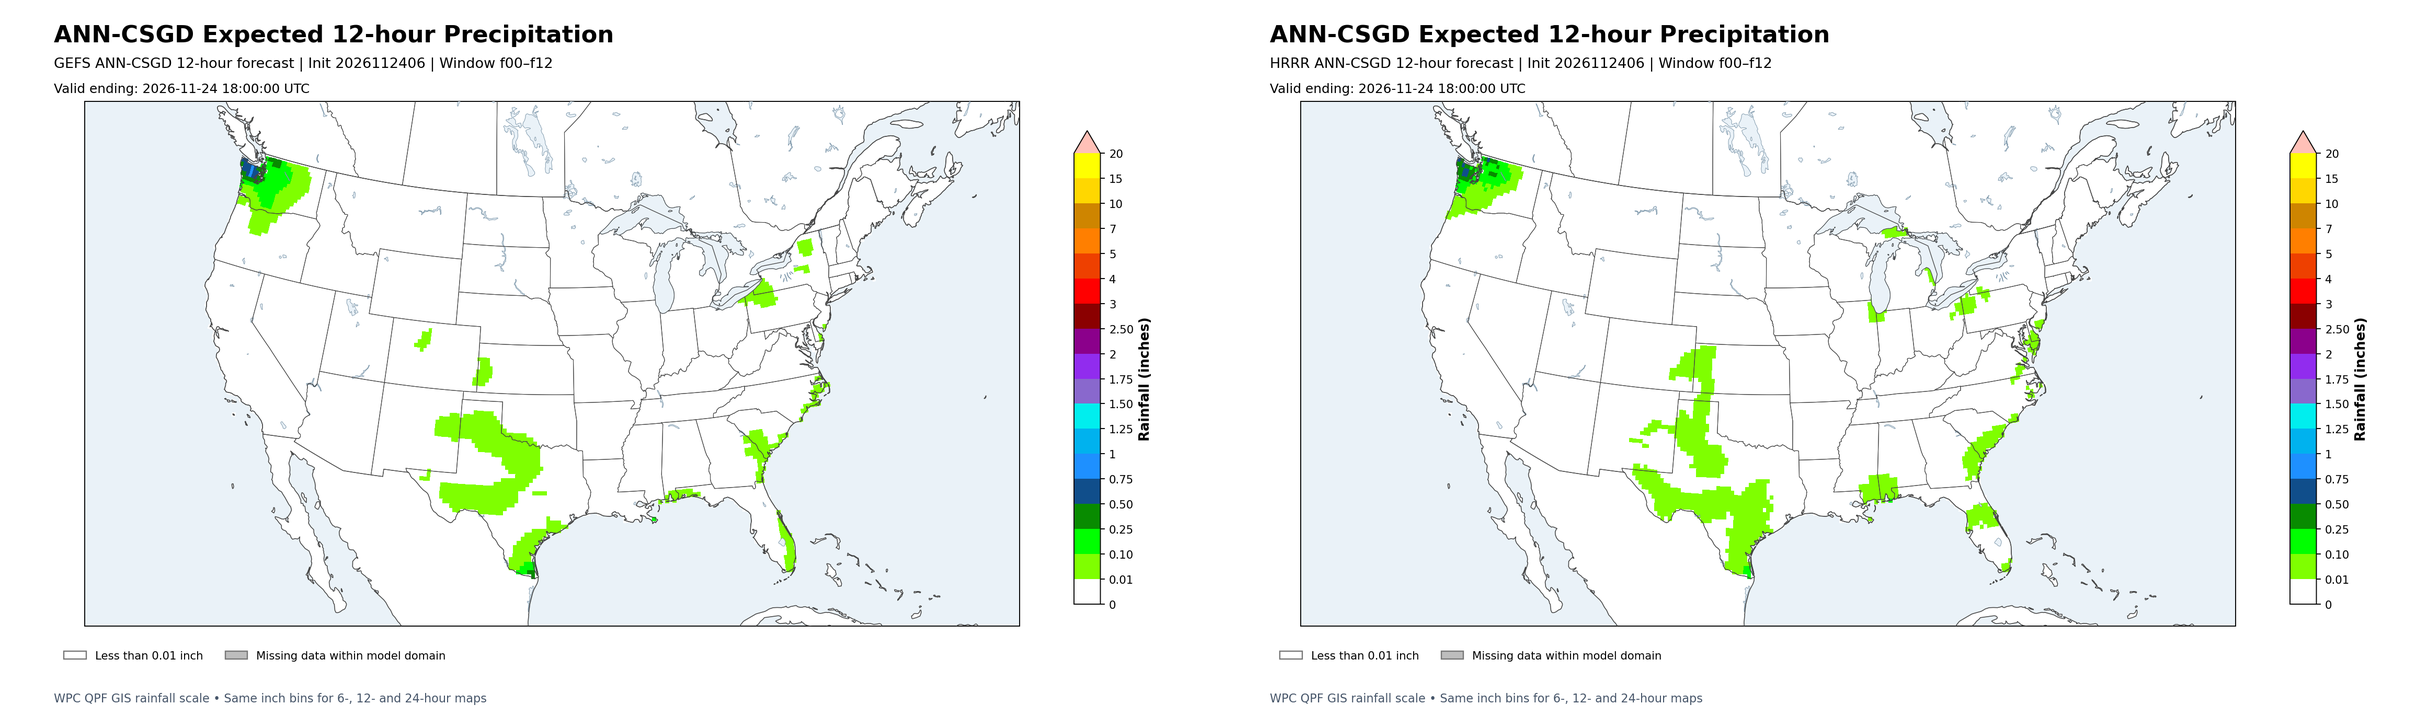 ANN-CSGD Expected 12-hour Precipitation
GEFS ANN-CSGD 12-hour forecast | Init 2026112406 | Window f00–f12
Valid ending: 2026-11-24 18:00:00 UTC
20
15
10
7
5
4
3
2.50
2
1.75
1.50
1.25
1
0.75
0.50
0.25
0.10
0.01
0
Rainfall (inches)
Less than 0.01 inch
Missing data within model domain
WPC QPF GIS rainfall scale • Same inch bins for 6-, 12- and 24-hour maps
ANN-CSGD Expected 12-hour Precipitation
HRRR ANN-CSGD 12-hour forecast | Init 2026112406 | Window f00–f12
Valid ending: 2026-11-24 18:00:00 UTC
20
15
10
7
5
4
3
2.50
2
1.75
1.50
1.25
1
0.75
0.50
0.25
0.10
0.01
0
Rainfall (inches)
Less than 0.01 inch
Missing data within model domain
WPC QPF GIS rainfall scale • Same inch bins for 6-, 12- and 24-hour maps